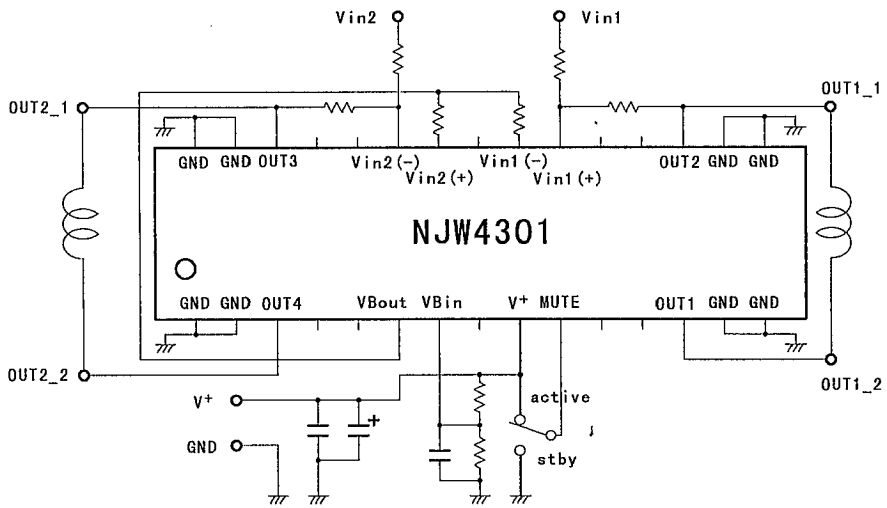 Vin2
Vin1
OUT2_1
OUT1_1
GND GND OUT3 Vin2(-) Vin1(-) OUT2 GND GND
Vin2(+) Vin1(+)
NJW4301
GND GND OUT4 VBout VBin V+ MUTE OUT1 GND GND
OUT2_2
OUT1_2
V+
active
+
GND
stby